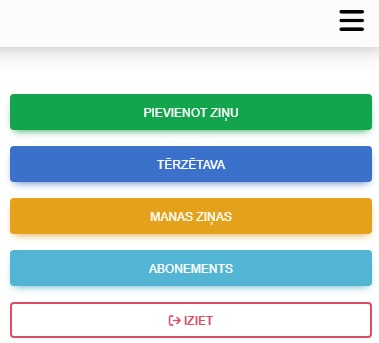 PIEVIENOT ZIŅU
TĒRZĒTAVA
MANAS ZIŅAS
ABONEMENTS
IZIET